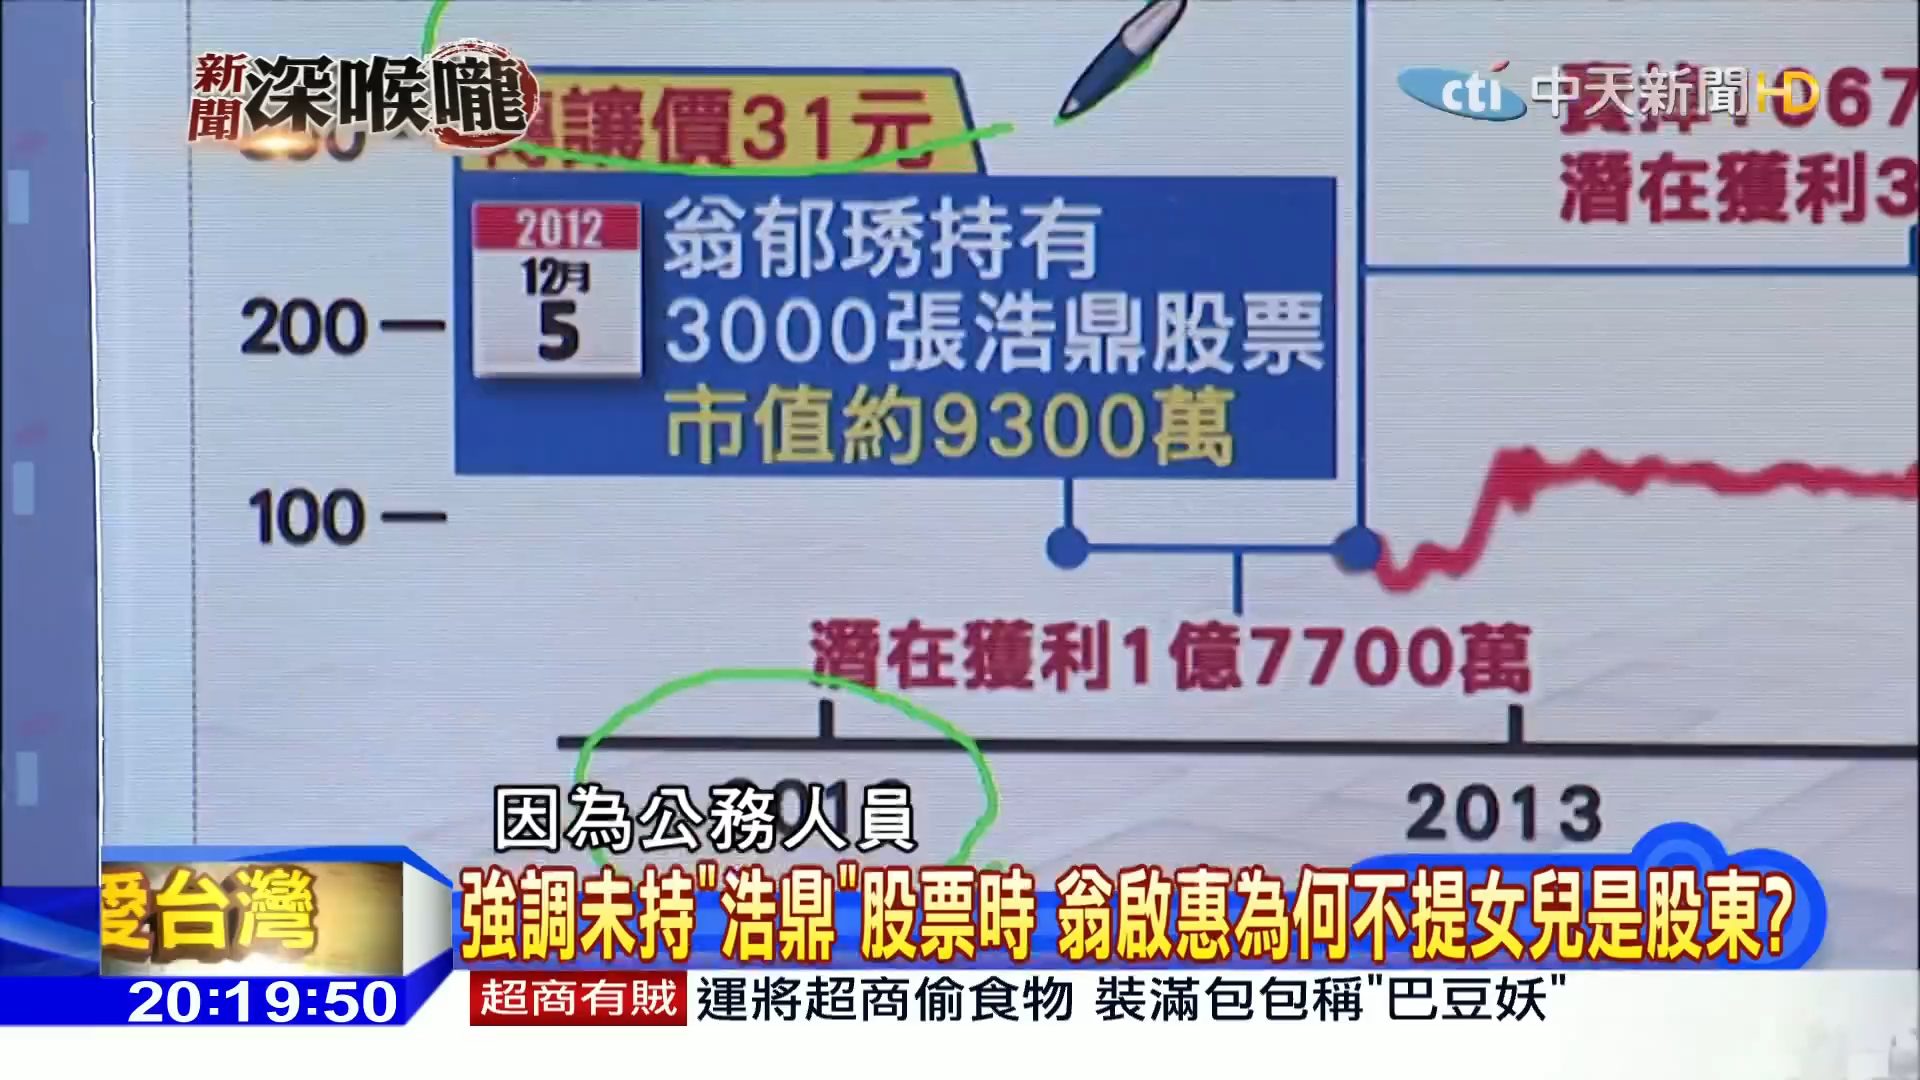 新聞深喉嚨
cti 中天新聞HD
讓價31元
067
潛在獲利3
2012
12月
5
翁郁琇持有
3000張浩鼎股票
市值約9300萬
200
100
潛在獲利1億7700萬
2013
因為公務人員
愛台灣
強調未持"浩鼎"股票時 翁啟惠為何不提女兒是股東?
20:19:50
超商有賊 運將超商偷食物 裝滿包包稱"巴豆妖"